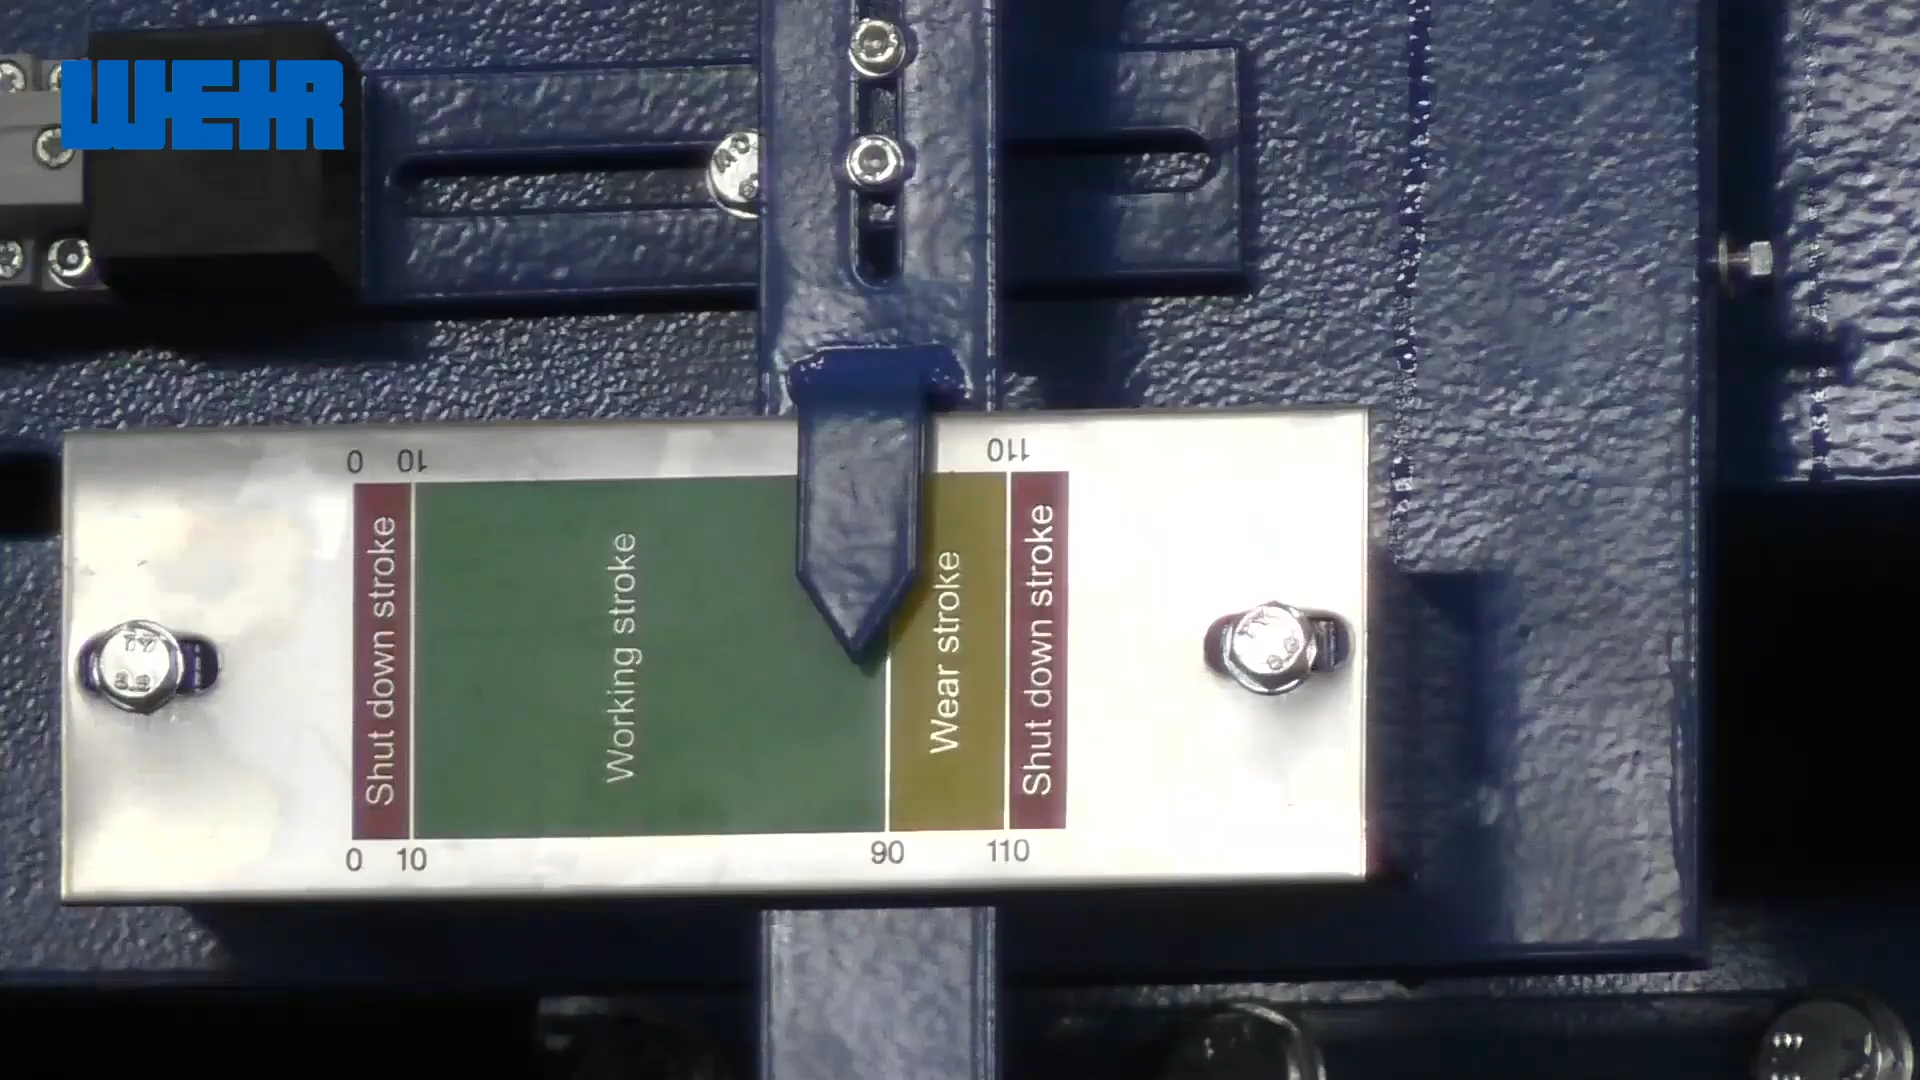 WEIR
0 10 110
Shut down stroke
Working stroke
Wear stroke
Shut down stroke
0 10 90 110